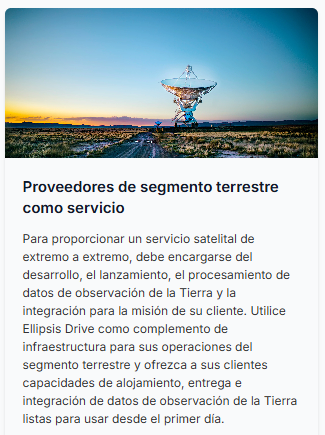 Proveedores de segmento terrestre
como servicio
Para proporcionar un servicio satelital de
extremo a extremo, debe encargarse del
desarrollo, el lanzamiento, el procesamiento de
datos de observación de la Tierra y la
integración para la misión de su cliente. Utilice
Ellipsis Drive como complemento de
infraestructura para sus operaciones del
segmento terrestre y ofrezca a sus clientes
capacidades de alojamiento, entrega e
integración de datos de observación de la Tierra
listas para usar desde el primer día.